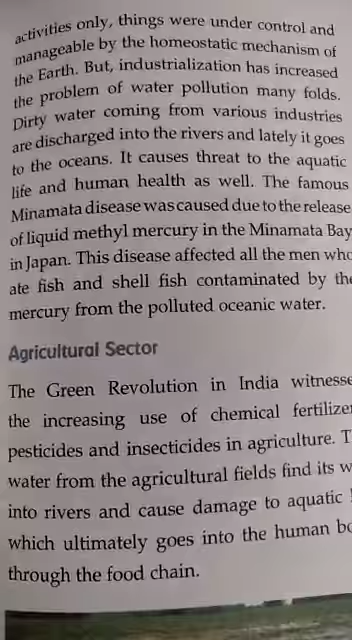 activities only, things were under control and
manageable by the homeostatic mechanism of
the Earth. But, industrialization has increased
the problem of water pollution many folds.
Dirty water coming from various industries
are discharged into the rivers and lately it goes
to the oceans. It causes threat to the aquatic
life and human health as well. The famous
Minamata disease was caused due to the release
of liquid methyl mercury in the Minamata Bay
in Japan. This disease affected all the men who
ate fish and shell fish contaminated by the
mercury from the polluted oceanic water.
Agricultural Sector
The Green Revolution in India witnesse
the increasing use of chemical fertilizer
pesticides and insecticides in agriculture. T
water from the agricultural fields find its w
into rivers and cause damage to aquatic
which ultimately goes into the human bo
through the food chain.